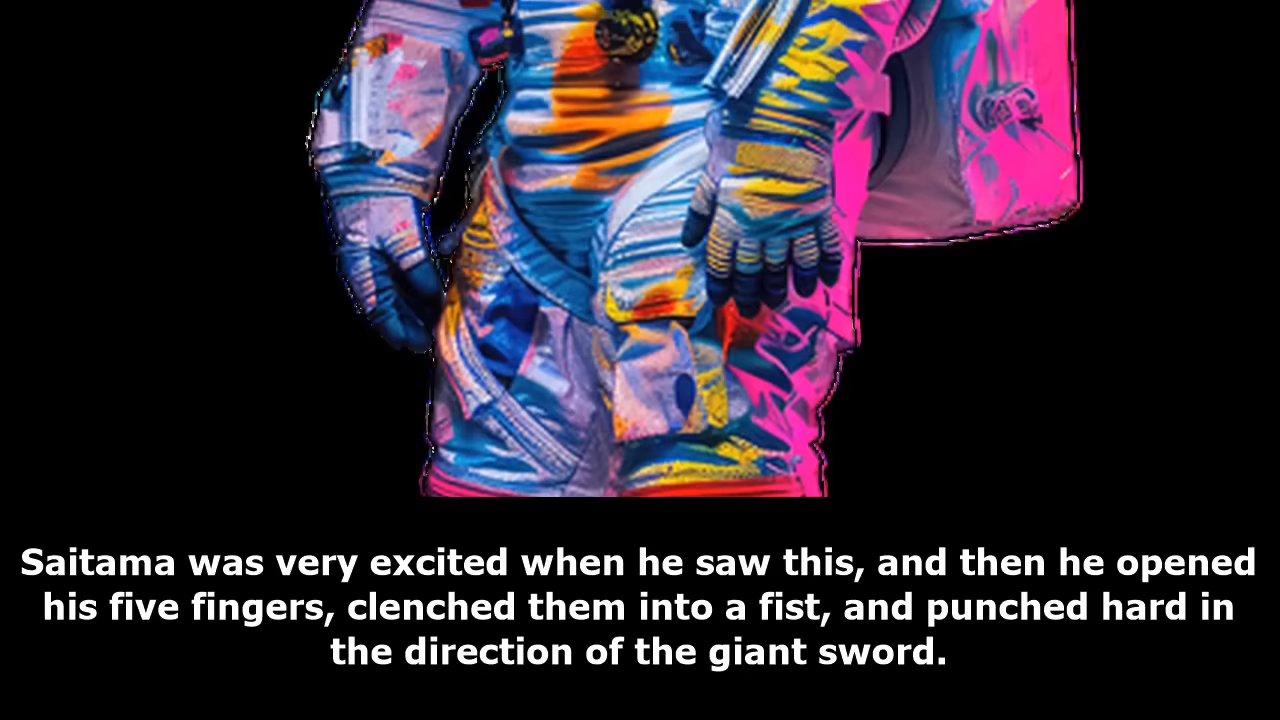 Saitama was very excited when he saw this, and then he opened
his five fingers, clenched them into a fist, and punched hard in
the direction of the giant sword.